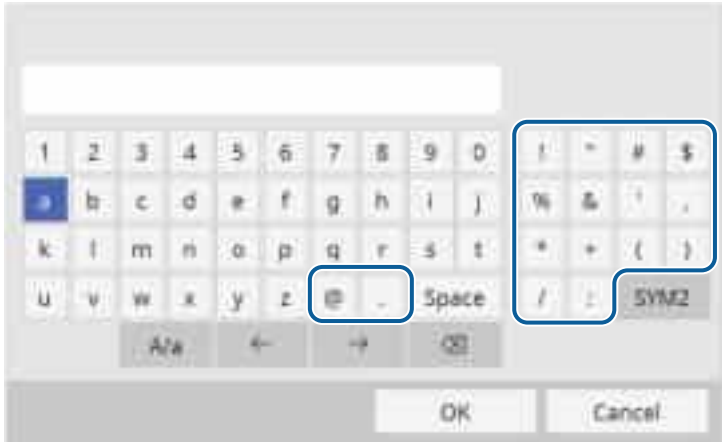 1 2 3 4 5 6 7 8 9 0 ! " # $
a b c d e f g h i j % & ' ,
k l m n o p q r s t * + ( )
u v w x y z @ . Space / : SYM2
A/a ← → ⌫
OK Cancel